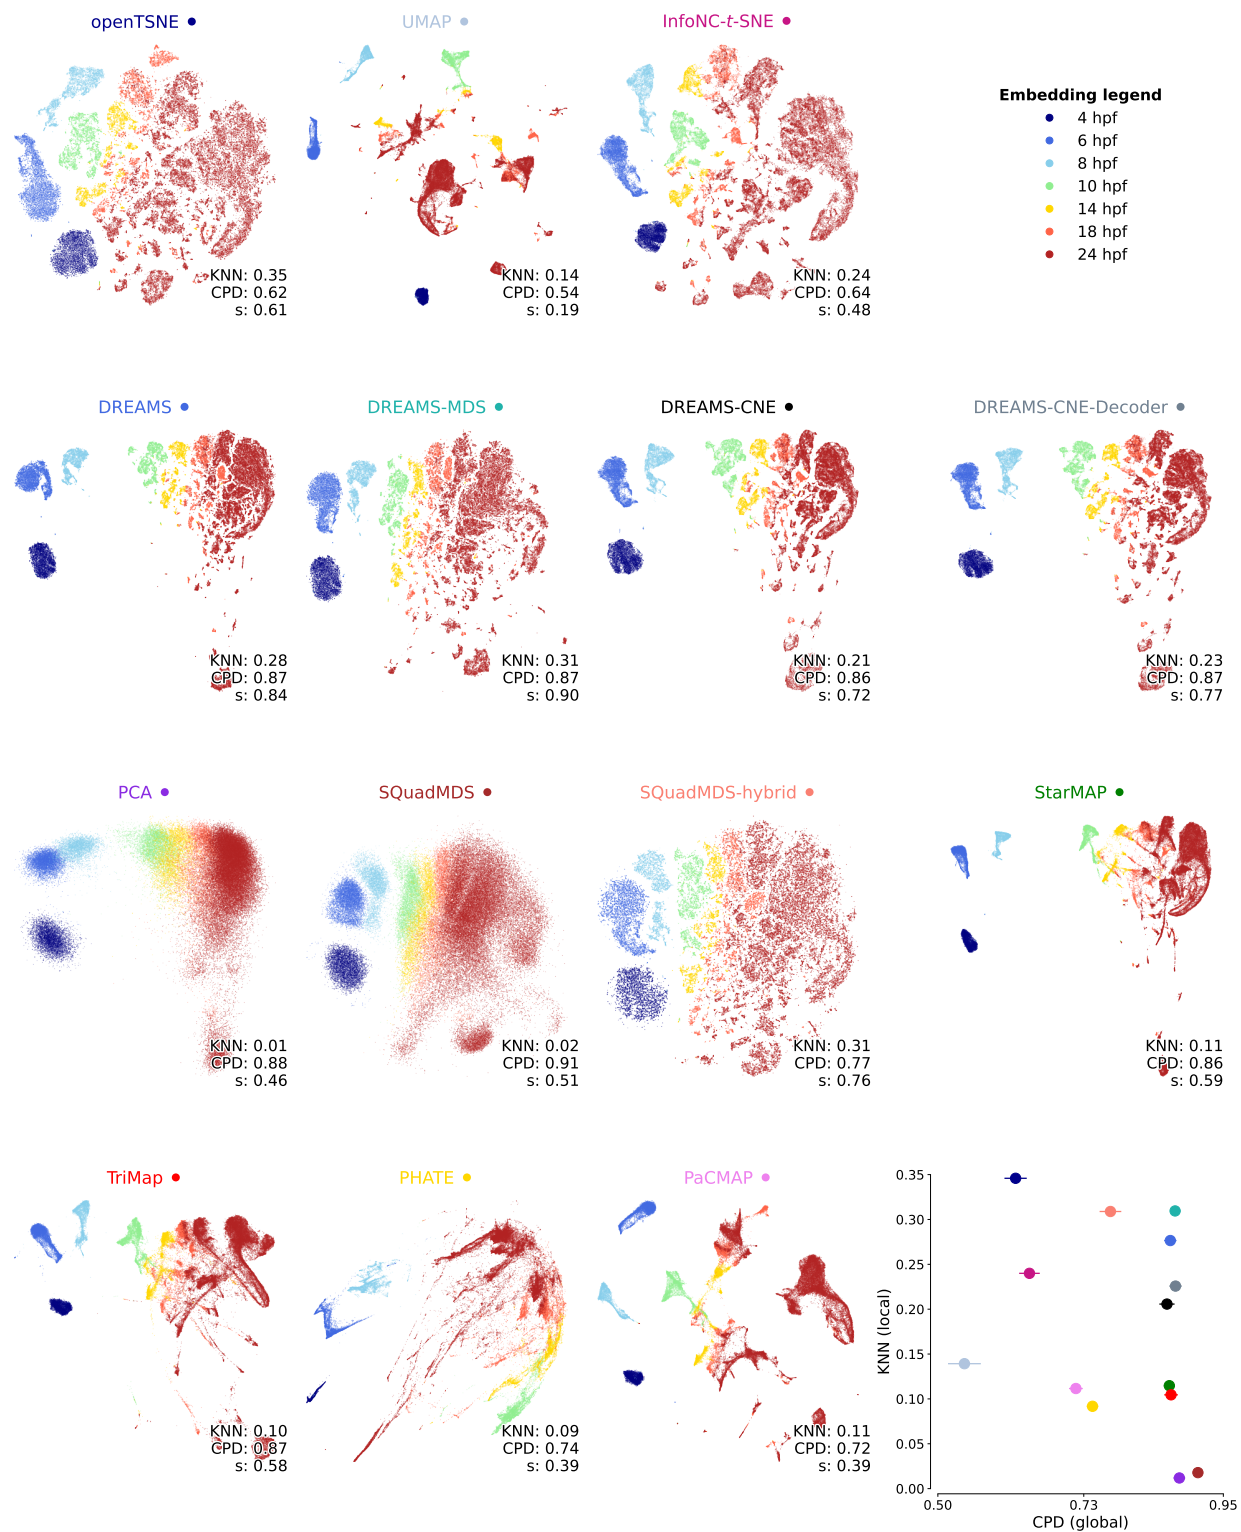 openTSNE
UMAP
InfoNC-t-SNE
Embedding legend
4 hpf
6 hpf
8 hpf
10 hpf
14 hpf
18 hpf
24 hpf
KNN: 0.35
CPD: 0.62
s: 0.61
KNN: 0.14
CPD: 0.54
s: 0.19
KNN: 0.24
CPD: 0.64
s: 0.48
DREAMS
DREAMS-MDS
DREAMS-CNE
DREAMS-CNE-Decoder
KNN: 0.28
CPD: 0.87
s: 0.84
KNN: 0.31
CPD: 0.87
s: 0.90
KNN: 0.21
CPD: 0.86
s: 0.72
KNN: 0.23
CPD: 0.87
s: 0.77
PCA
SQuadMDS
SQuadMDS-hybrid
StarMAP
KNN: 0.01
CPD: 0.88
s: 0.46
KNN: 0.02
CPD: 0.91
s: 0.51
KNN: 0.31
CPD: 0.77
s: 0.76
KNN: 0.11
CPD: 0.86
s: 0.59
TriMap
PHATE
PaCMAP
KNN: 0.10
CPD: 0.87
s: 0.58
KNN: 0.09
CPD: 0.74
s: 0.39
KNN: 0.11
CPD: 0.72
s: 0.39
KNN (local)
0.35
0.30
0.25
0.20
0.15
0.10
0.05
0.00
0.50
0.73
0.95
CPD (global)